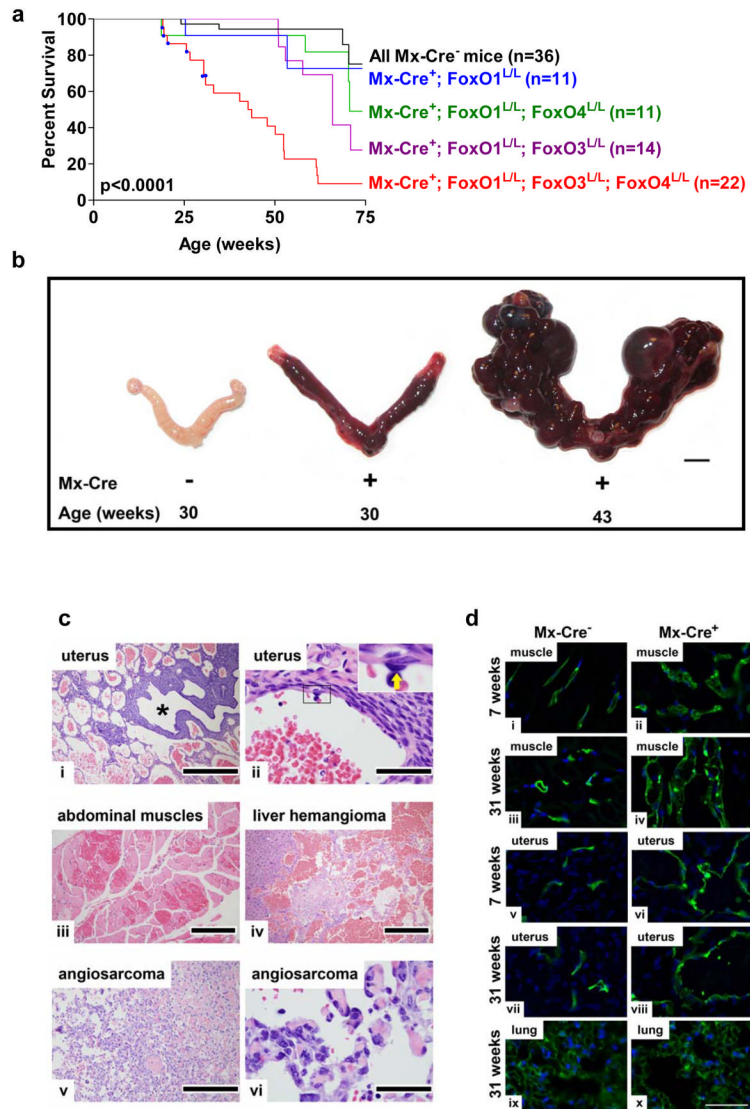 a
100
80
60
40
20
0
Percent Survival
p<0.0001
0
25
50
75
Age (weeks)
All Mx-Cre⁻ mice (n=36)
Mx-Cre⁺; FoxO1ᴸ/ᴸ (n=11)
Mx-Cre⁺; FoxO1ᴸ/ᴸ; FoxO4ᴸ/ᴸ (n=11)
Mx-Cre⁺; FoxO1ᴸ/ᴸ; FoxO3ᴸ/ᴸ (n=14)
Mx-Cre⁺; FoxO1ᴸ/ᴸ; FoxO3ᴸ/ᴸ; FoxO4ᴸ/ᴸ (n=22)
b
Mx-Cre - + +
Age (weeks) 30 30 43
c
uterus
i
uterus
ii
abdominal muscles
iii
liver hemangioma
iv
angiosarcoma
v
angiosarcoma
vi
d
Mx-Cre⁻ Mx-Cre⁺
7 weeks
muscle
i
muscle
ii
31 weeks
muscle
iii
muscle
iv
7 weeks
uterus
v
uterus
vi
31 weeks
uterus
vii
uterus
viii
31 weeks
lung
ix
lung
x